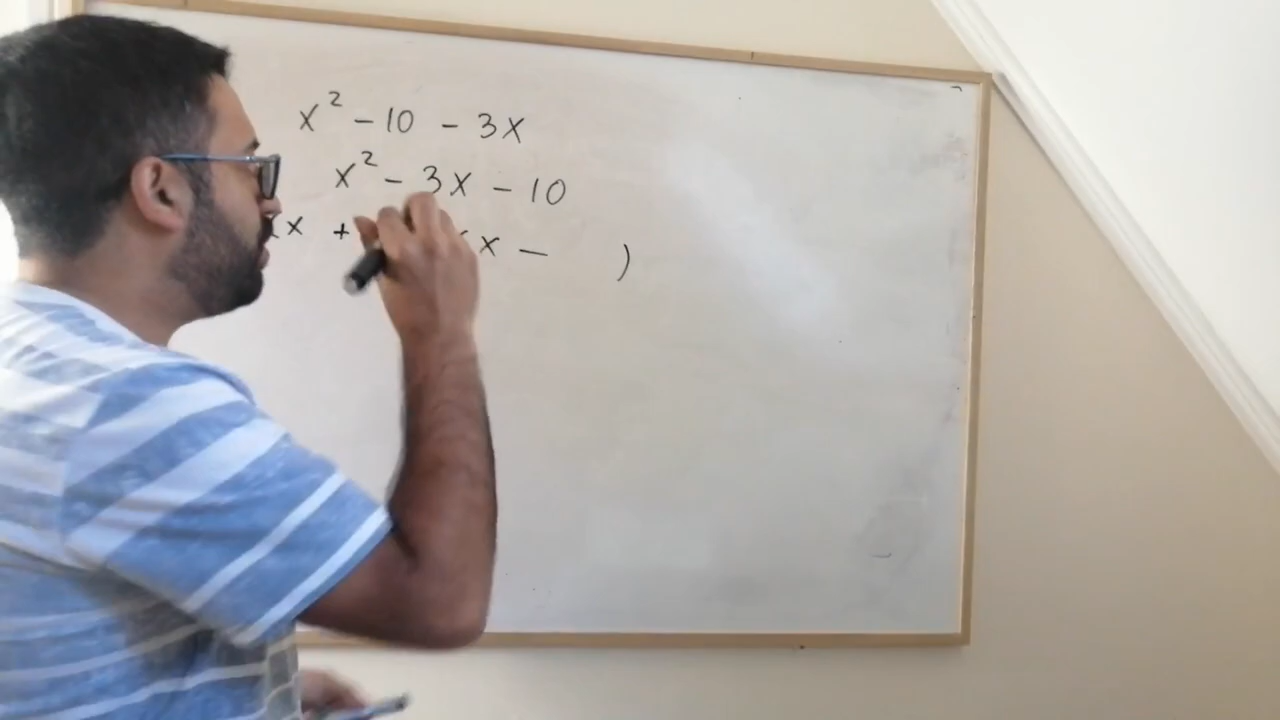 x² - 10 - 3x
x² - 3x - 10
(x + (x - )